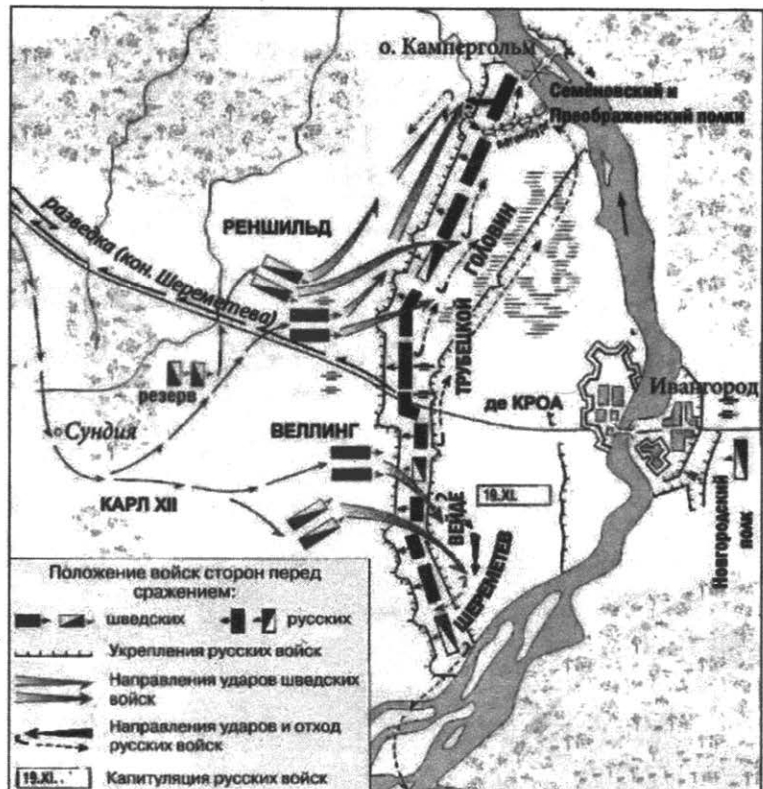 о. Кампергольм
Семёновский и
Преображенский полки
разведка (кон. Шереметева)
РЕНШИЛЬД
ГОЛОВИН
ТРУБЕЦКОЙ
резерв
Сундия
ВЕЛЛИНГ
КАРЛ XII
де КРОА
Ивангород
19.XI.
ВЕЙДЕ
ШЕРЕМЕТЕВ
Новгородский
полк
Положение войск сторон перед
сражением:
шведских
русских
Укрепления русских войск
Направления ударов шведских
войск
Направления ударов и отход
русских войск
19.XI.
Капитуляция русских войск